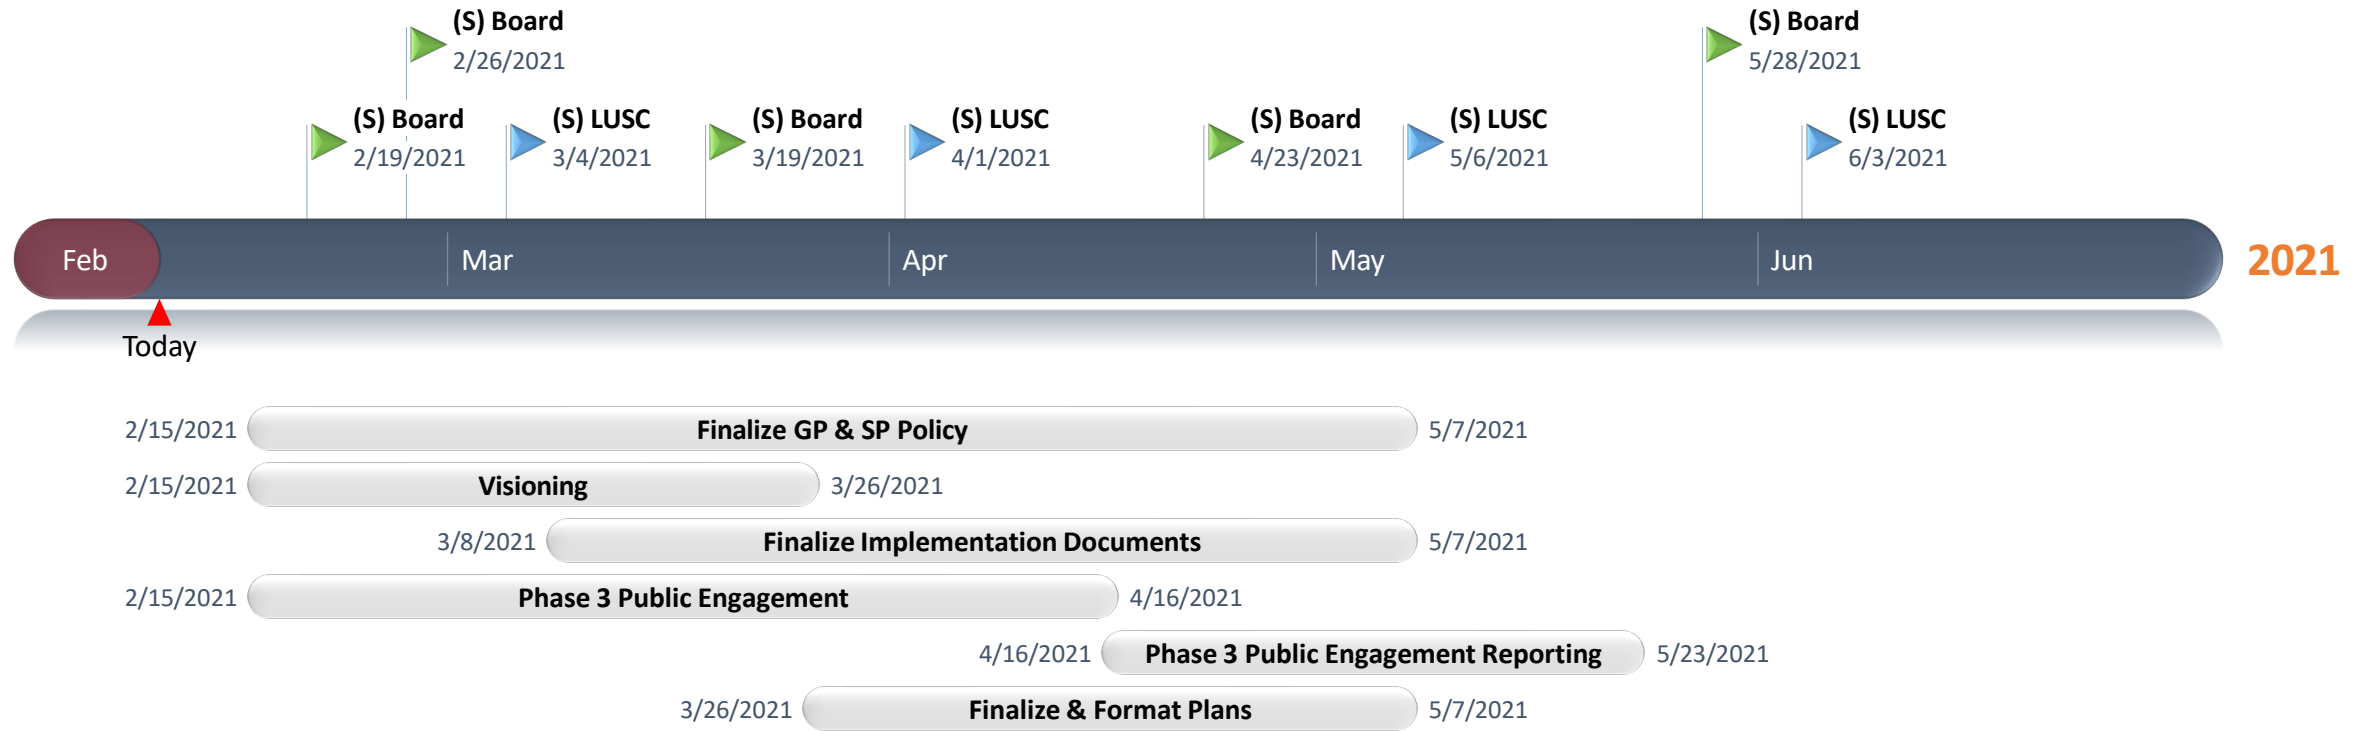 (S) Board
2/26/2021
(S) Board
5/28/2021
(S) Board
2/19/2021
(S) LUSC
3/4/2021
(S) Board
3/19/2021
(S) LUSC
4/1/2021
(S) Board
4/23/2021
(S) LUSC
5/6/2021
(S) LUSC
6/3/2021
Feb
Mar
Apr
May
Jun
2021
Today
2/15/2021
Finalize GP & SP Policy
5/7/2021
2/15/2021
Visioning
3/26/2021
3/8/2021
Finalize Implementation Documents
5/7/2021
2/15/2021
Phase 3 Public Engagement
4/16/2021
4/16/2021
Phase 3 Public Engagement Reporting
5/23/2021
3/26/2021
Finalize & Format Plans
5/7/2021